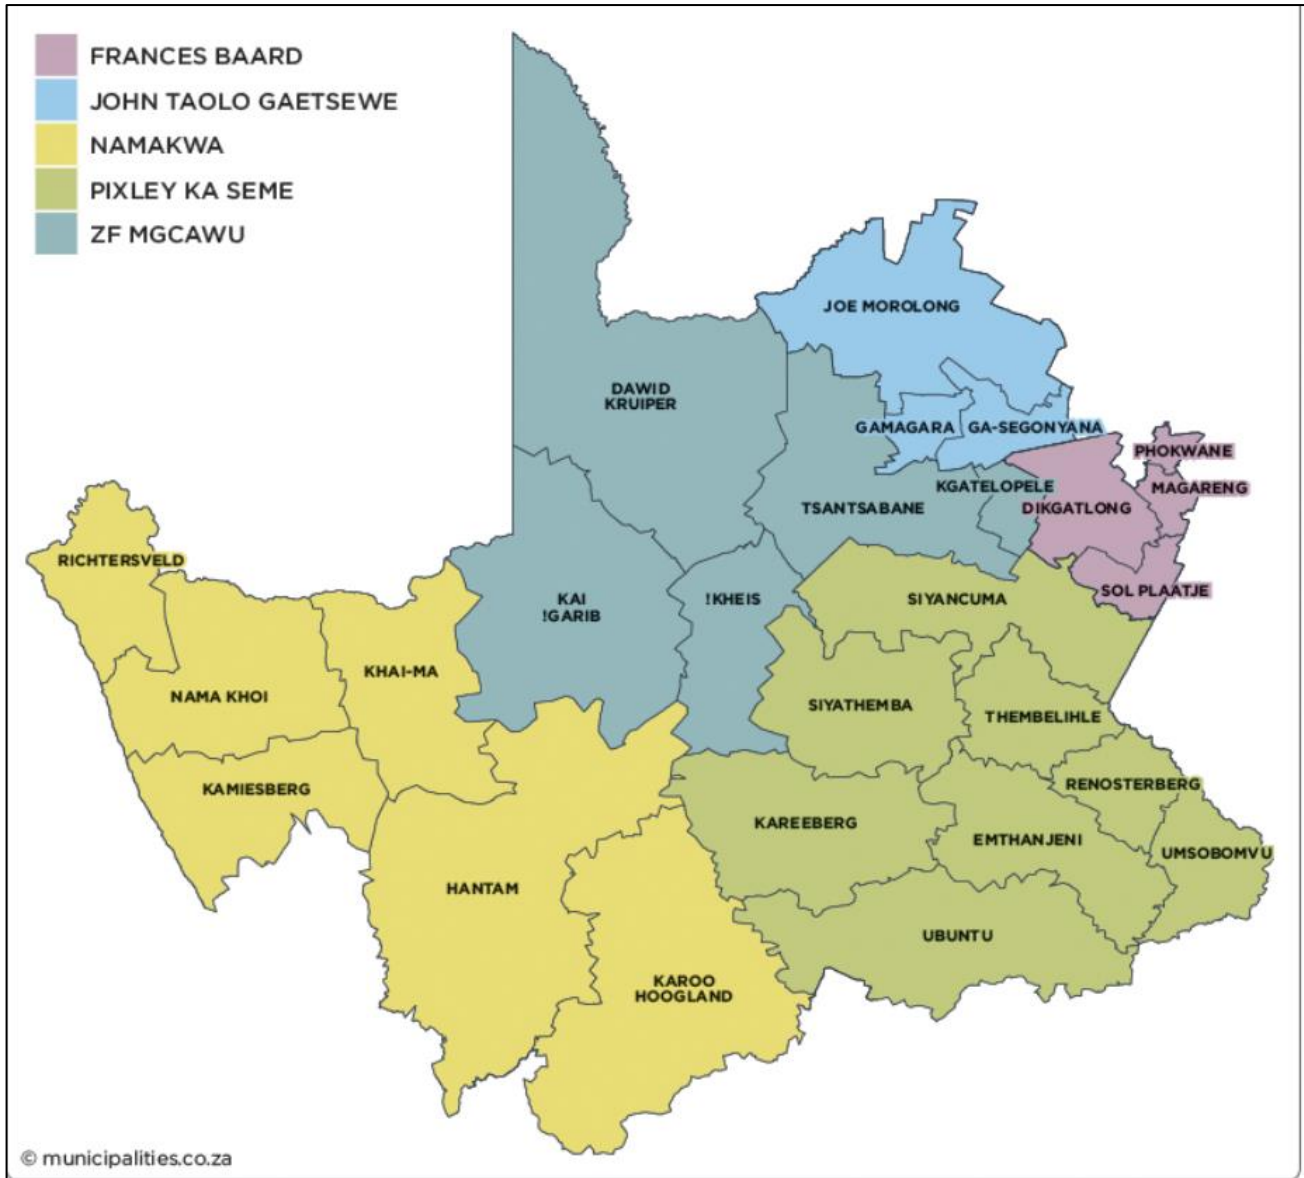 FRANCES BAARD
JOHN TAOLO GAETSEWE
NAMAKWA
PIXLEY KA SEME
ZF MGCAWU
JOE MOROLONG
DAWID
KRUIPER
GAMAGARA
GA-SEGONYANA
PHOKWANE
KGATELOPELE
MAGARENG
TSANTSABANE
DIKGATLONG
RICHTERSVELD
KAI
!GARIB
!KHEIS
SIYANCUMA
SOL PLAATJE
KHAI-MA
NAMA KHOI
SIYATHEMBA
THEMBELIHLE
KAMIESBERG
RENOSTERBERG
KAREEBERG
EMTHANJENI
UMSOBOMVU
HANTAM
UBUNTU
KAROO
HOOGLAND
© municipalities.co.za